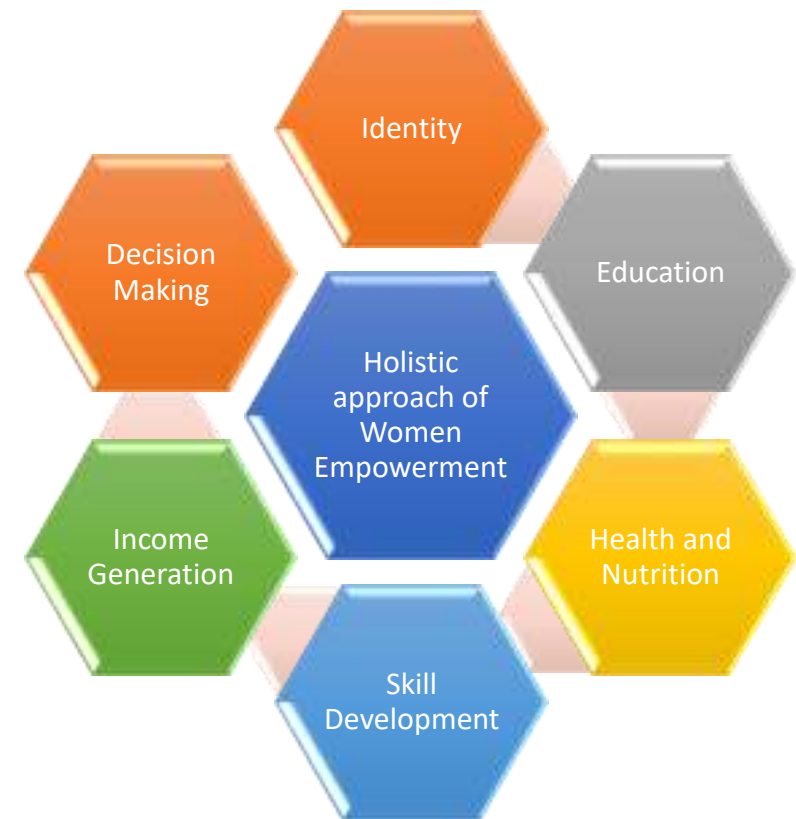 Identity
Education
Health and
Nutrition
Skill
Development
Income
Generation
Decision
Making
Holistic
approach of
Women
Empowerment